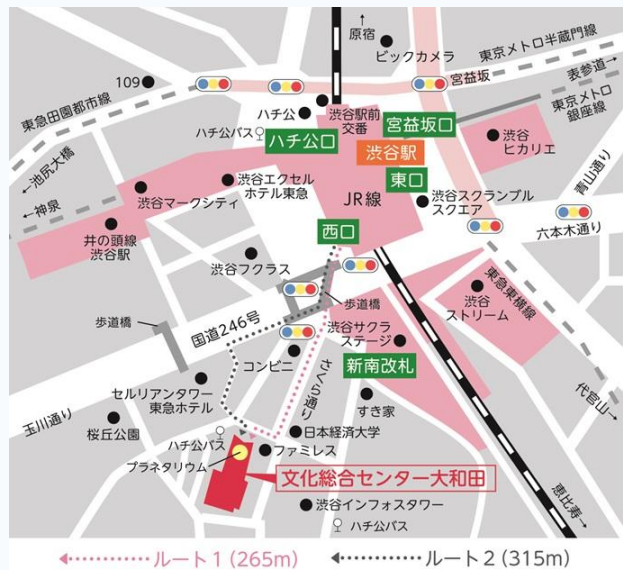 ↑
原宿
ビックカメラ
東京メトロ半蔵門線
宮益坂
表参道→
東京メトロ
銀座線
109
東急田園都市線
ハチ公
ハチ公バス
渋谷駅前
交番
ハチ公口
宮益坂口
渋谷駅
東口
渋谷
ヒカリエ
←池尻大橋
←神泉
渋谷マークシティ
渋谷エクセル
ホテル東急
JR線
渋谷スクランブル
スクエア
青山通り
六本木通り
井の頭線
渋谷駅
西口
渋谷フクラス
歩道橋
歩道橋
国道246号
渋谷サクラ
ステージ
渋谷
ストリーム
東急東横線
代官山→
コンビニ
さくら通り
新南改札
セルリアンタワー
東急ホテル
すき家
玉川通り
桜丘公園
ハチ公バス
プラネタリウム
日本経済大学
ファミレス
文化総合センター大和田
渋谷インフォスタワー
ハチ公バス
恵比寿→
ルート1(265m)
ルート2(315m)